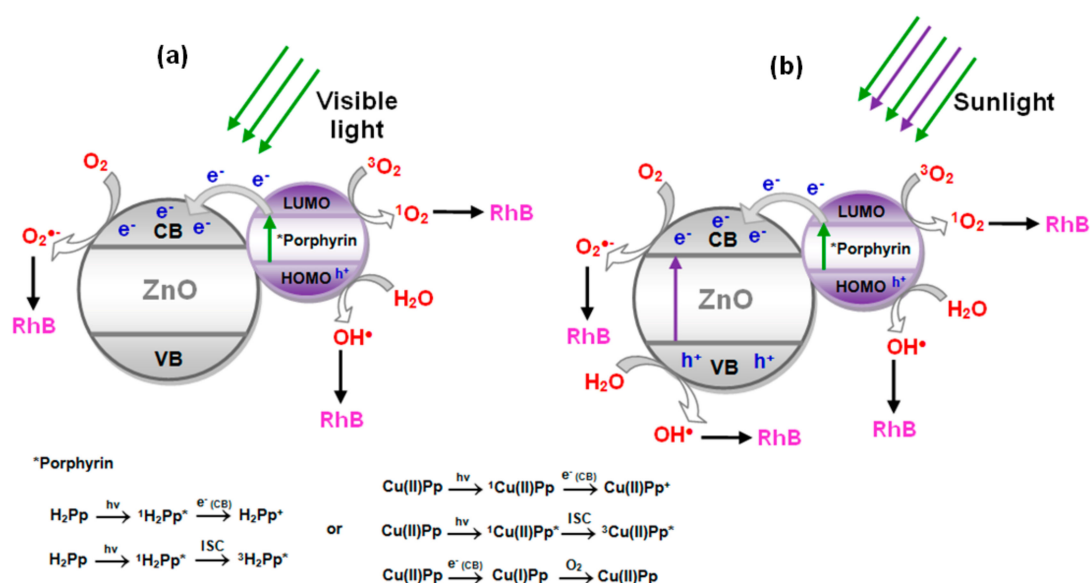 (a)
Visible
light
O₂
e⁻
e⁻
³O₂
e⁻
e⁻
e⁻
CB
LUMO
¹O₂
RhB
O₂•⁻
*Porphyrin
ZnO
HOMO h⁺
H₂O
RhB
OH•
VB
RhB
(b)
Sunlight
O₂
e⁻
e⁻
³O₂
e⁻
e⁻
e⁻
CB
LUMO
¹O₂
RhB
O₂•⁻
*Porphyrin
ZnO
HOMO h⁺
H₂O
RhB
OH•
h⁺ VB h⁺
H₂O
RhB
OH•
RhB
*Porphyrin
H₂Pp hν → ¹H₂Pp* e⁻ (CB) → H₂Pp⁺
H₂Pp hν → ¹H₂Pp* ISC → ³H₂Pp*
or
Cu(II)Pp hν → ¹Cu(II)Pp e⁻ (CB) → Cu(II)Pp⁺
Cu(II)Pp hν → ¹Cu(II)Pp* ISC → ³Cu(II)Pp*
Cu(II)Pp e⁻ (CB) → Cu(I)Pp O₂ → Cu(II)Pp